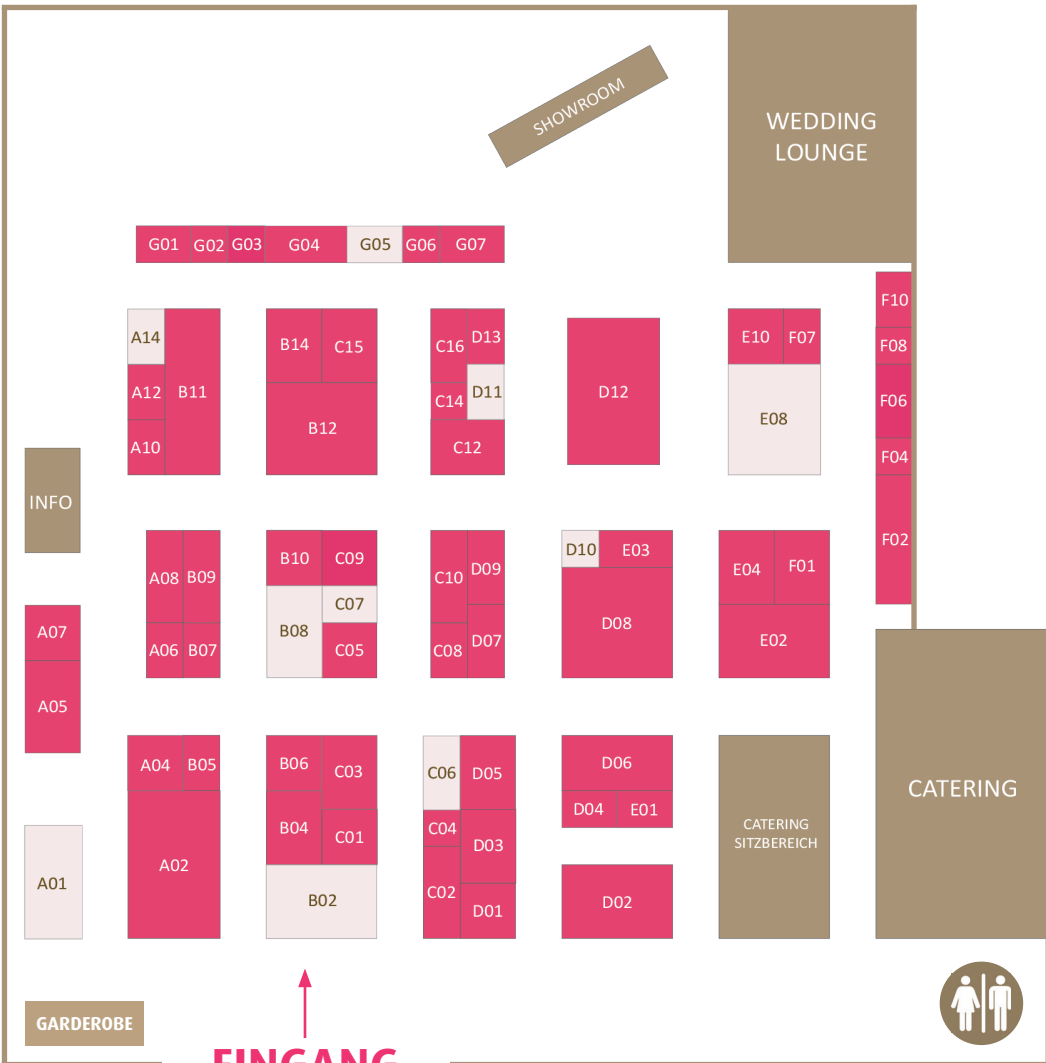 SHOWROOM
WEDDING
LOUNGE
G01 G02 G03 G04 G05 G06 G07
F10
A14 B11 B14 C15 C16 D13 D12 E10 F07
F08
A12 D11 F06
C14
B12 E08
A10 C12 F04
INFO
F02
B10 C09 D10 E03
A08 B09 C10 D09 E04 F01
C07
A07 B08 D08
A06 B07 C05 C08 D07 E02
A05
A04 B05 B06 C03 C06 D05 D06
CATERING
D04 E01
B04 C01 C04 D03
CATERING
SITZBEREICH
A02
A01 B02 C02 D01 D02
GARDEROBE
EINGANG